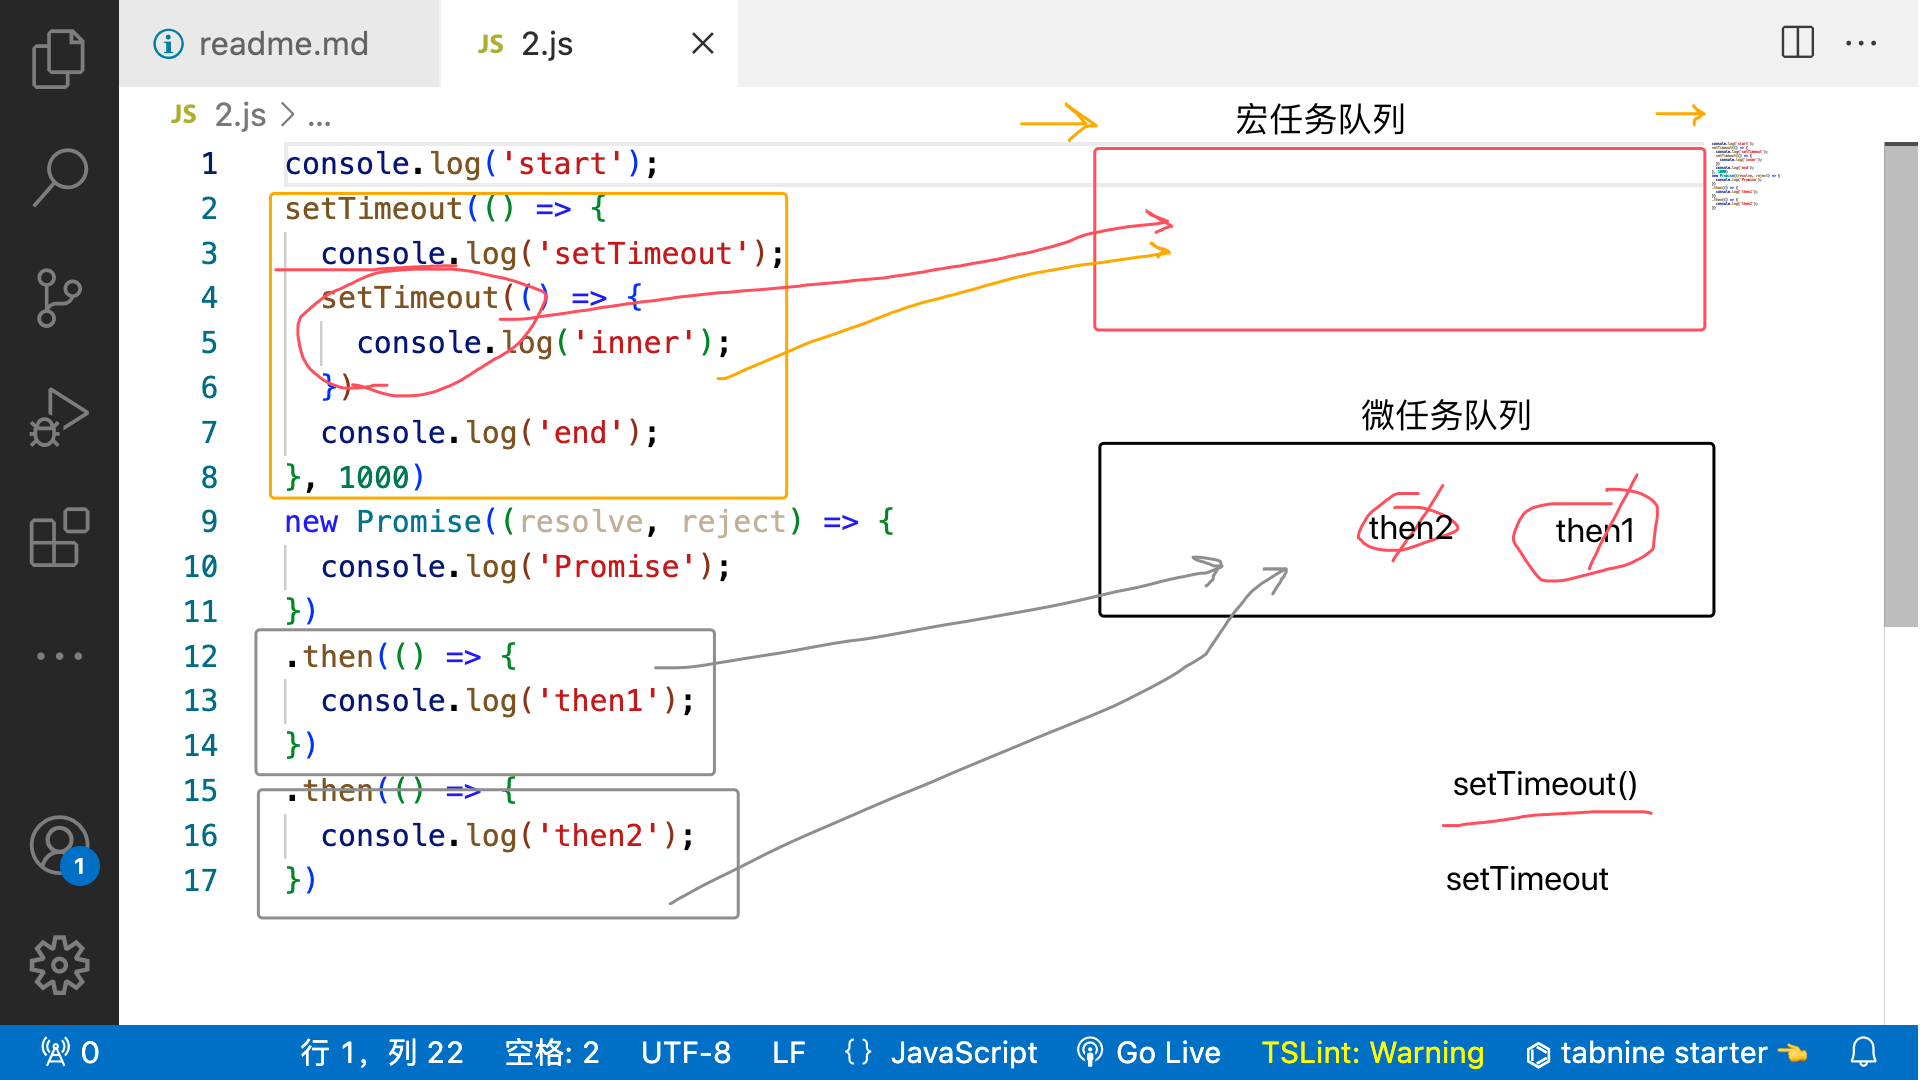 readme.md
JS 2.js
JS 2.js > ...
宏任务队列
1 console.log('start');
2 setTimeout(() => {
3   console.log('setTimeout');
4   setTimeout(() => {
5     console.log('inner');
6   })
7   console.log('end');
8 }, 1000)
9 new Promise((resolve, reject) => {
10   console.log('Promise');
11 })
12 .then(() => {
13   console.log('then1');
14 })
15 .then(() => {
16   console.log('then2');
17 })
微任务队列
then2 then1
setTimeout()
setTimeout
1
0 行 1，列 22 空格: 2 UTF-8 LF {} JavaScript Go Live TSLint: Warning tabnine starter 👈